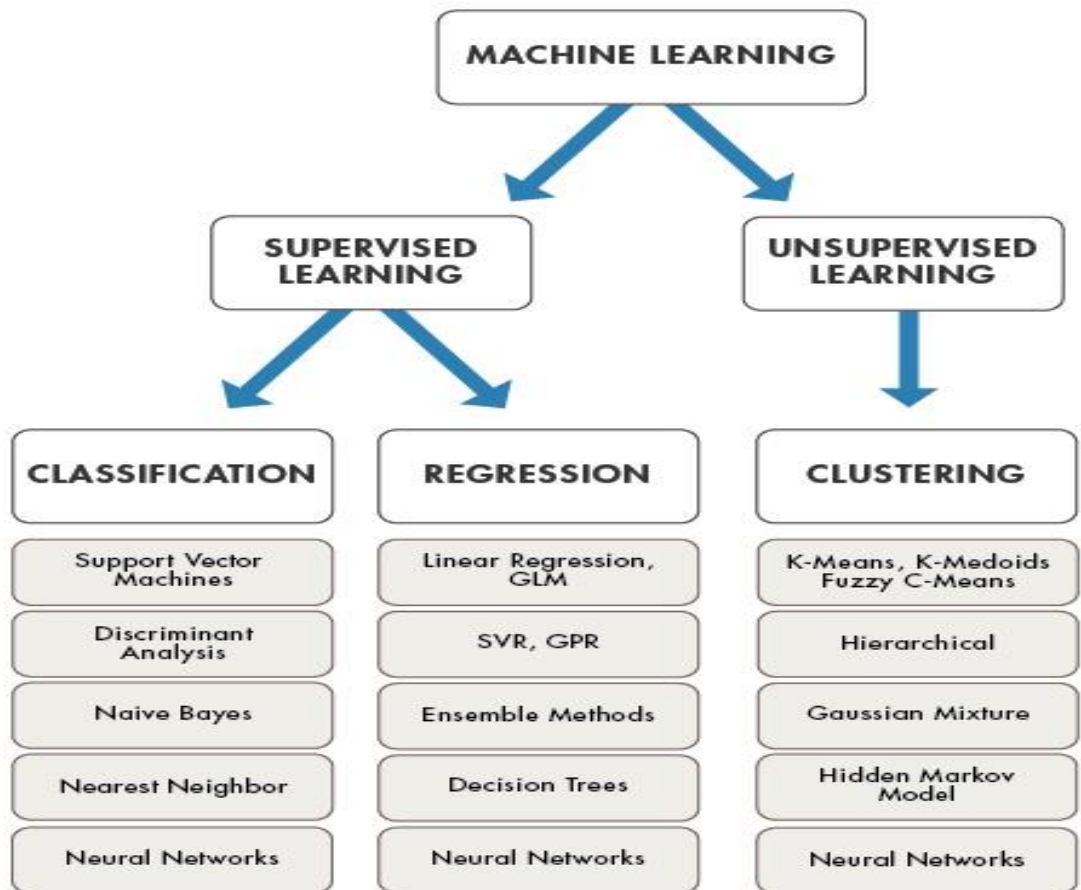 MACHINE LEARNING
SUPERVISED
LEARNING
UNSUPERVISED
LEARNING
CLASSIFICATION
Support Vector
Machines
Discriminant
Analysis
Naive Bayes
Nearest Neighbor
Neural Networks
REGRESSION
Linear Regression,
GLM
SVR, GPR
Ensemble Methods
Decision Trees
Neural Networks
CLUSTERING
K-Means, K-Medoids
Fuzzy C-Means
Hierarchical
Gaussian Mixture
Hidden Markov
Model
Neural Networks